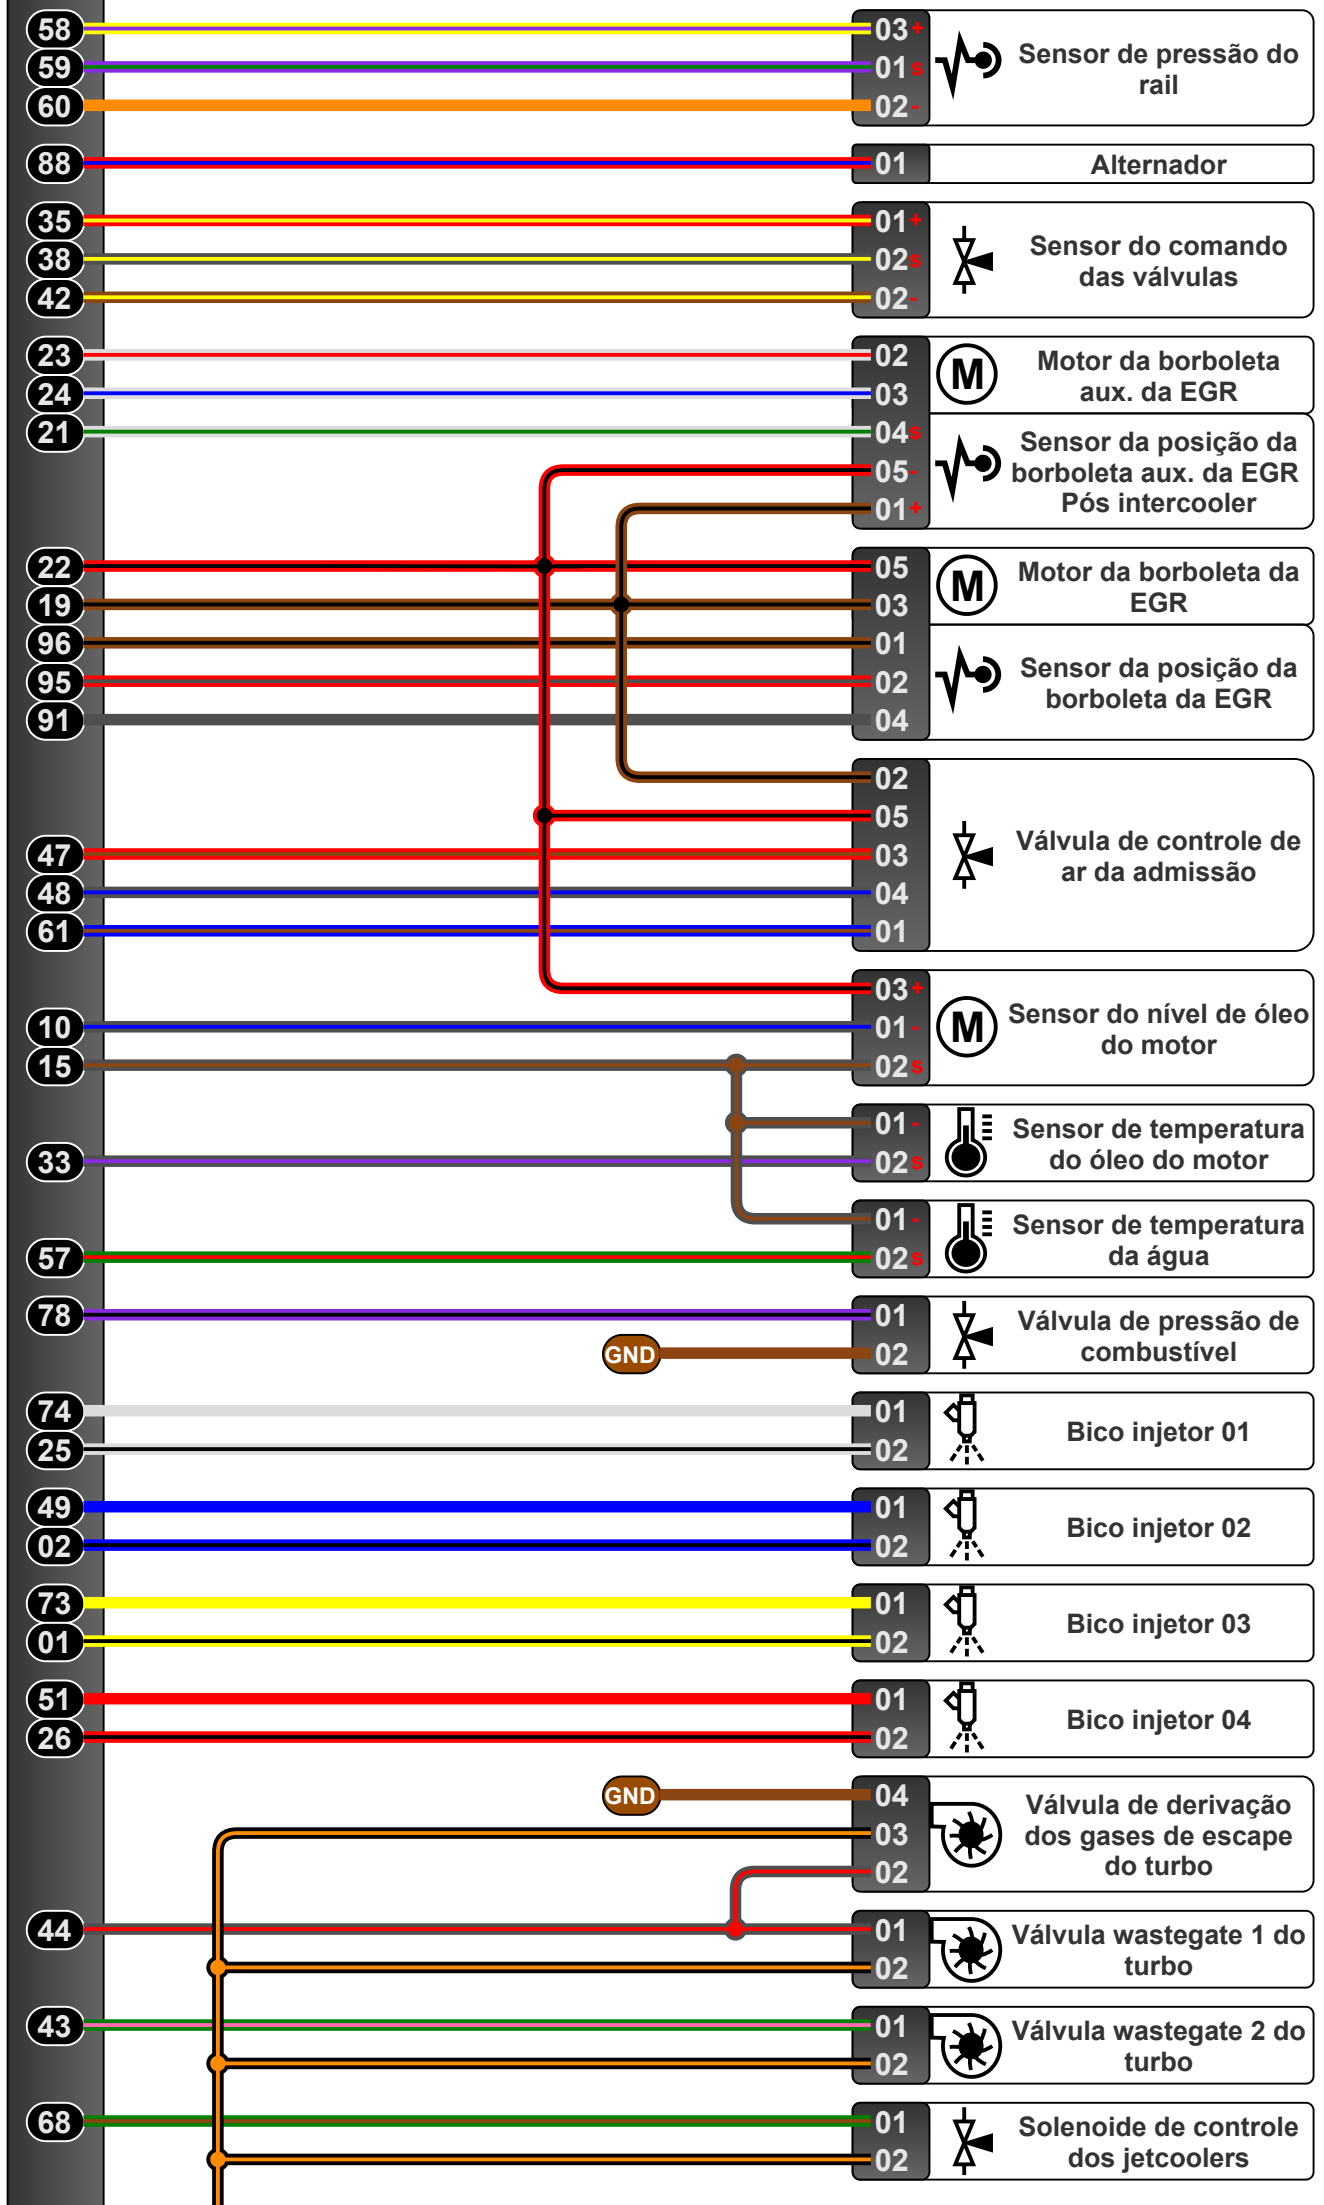 58 03+
59 01s
60 02-
Sensor de pressão do
rail
88 01 Alternador
35 01+
38 02s
42 02-
Sensor do comando
das válvulas
23 02
24 03
Motor da borboleta
aux. da EGR
21 04s
05-
01+
Sensor da posição da
borboleta aux. da EGR
Pós intercooler
22 05
19 03
Motor da borboleta da
EGR
96 01
95 02
91 04
Sensor da posição da
borboleta da EGR
02
05
47 03
48 04
61 01
Válvula de controle de
ar da admissão
03+
10 01-
15 02s
Sensor do nível de óleo
do motor
01-
33 02s
Sensor de temperatura
do óleo do motor
01-
57 02s
Sensor de temperatura
da água
78 01
GND 02
Válvula de pressão de
combustível
74 01
25 02
Bico injetor 01
49 01
02 02
Bico injetor 02
73 01
01 02
Bico injetor 03
51 01
26 02
Bico injetor 04
GND 04
03
02
Válvula de derivação
dos gases de escape
do turbo
44 01
02
Válvula wastegate 1 do
turbo
43 01
02
Válvula wastegate 2 do
turbo
68 01
02
Solenoide de controle
dos jetcoolers
M
M
M